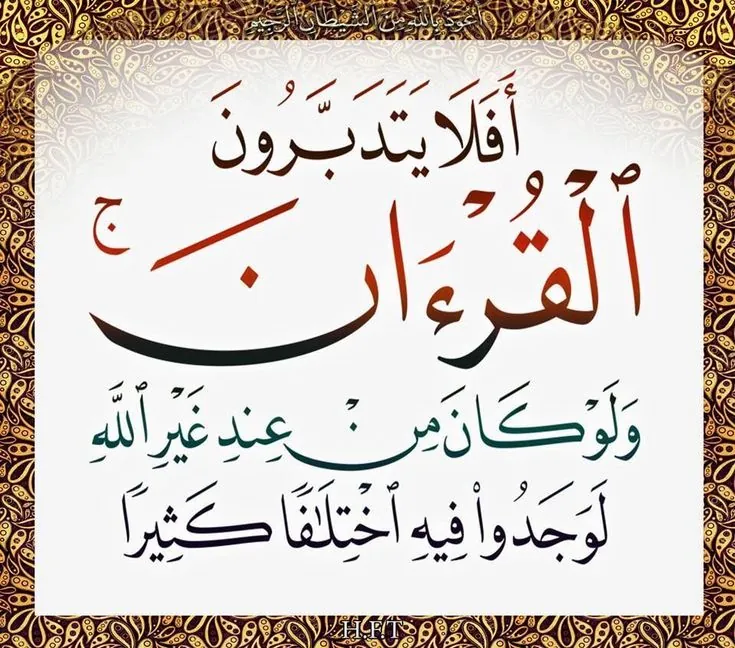 أعوذ بالله من الشيطان الرجيم
أَفَلَا يَتَدَبَّرُونَ
ٱلْقُرْءَانَ ۚ
وَلَوْ كَانَ مِنْ عِندِ غَيْرِ ٱللَّهِ
لَوَجَدُوا۟ فِيهِ ٱخْتِلَـٰفًا كَثِيرًا
H.F.T